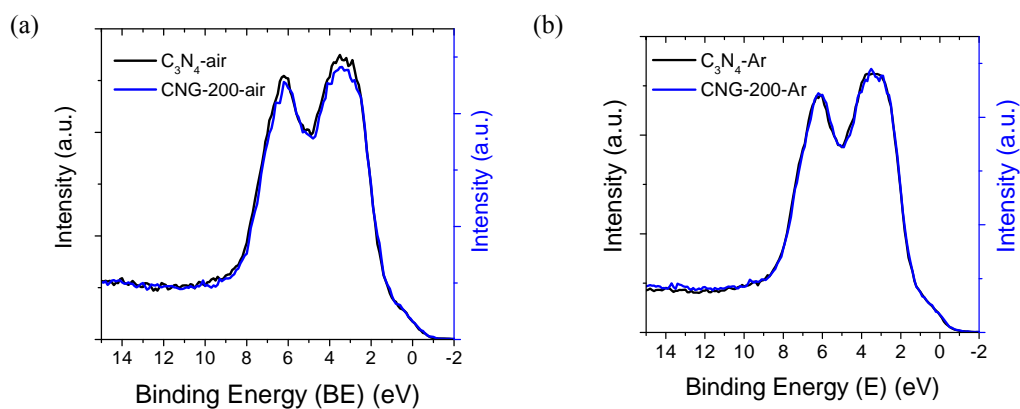 (a)
C₃N₄-air
CNG-200-air
Intensity (a.u.)
Intensity (a.u.)
14 12 10 8 6 4 2 0 -2
Binding Energy (BE) (eV)
(b)
C₃N₄-Ar
CNG-200-Ar
Intensity (a.u.)
Intensity (a.u.)
14 12 10 8 6 4 2 0 -2
Binding Energy (E) (eV)